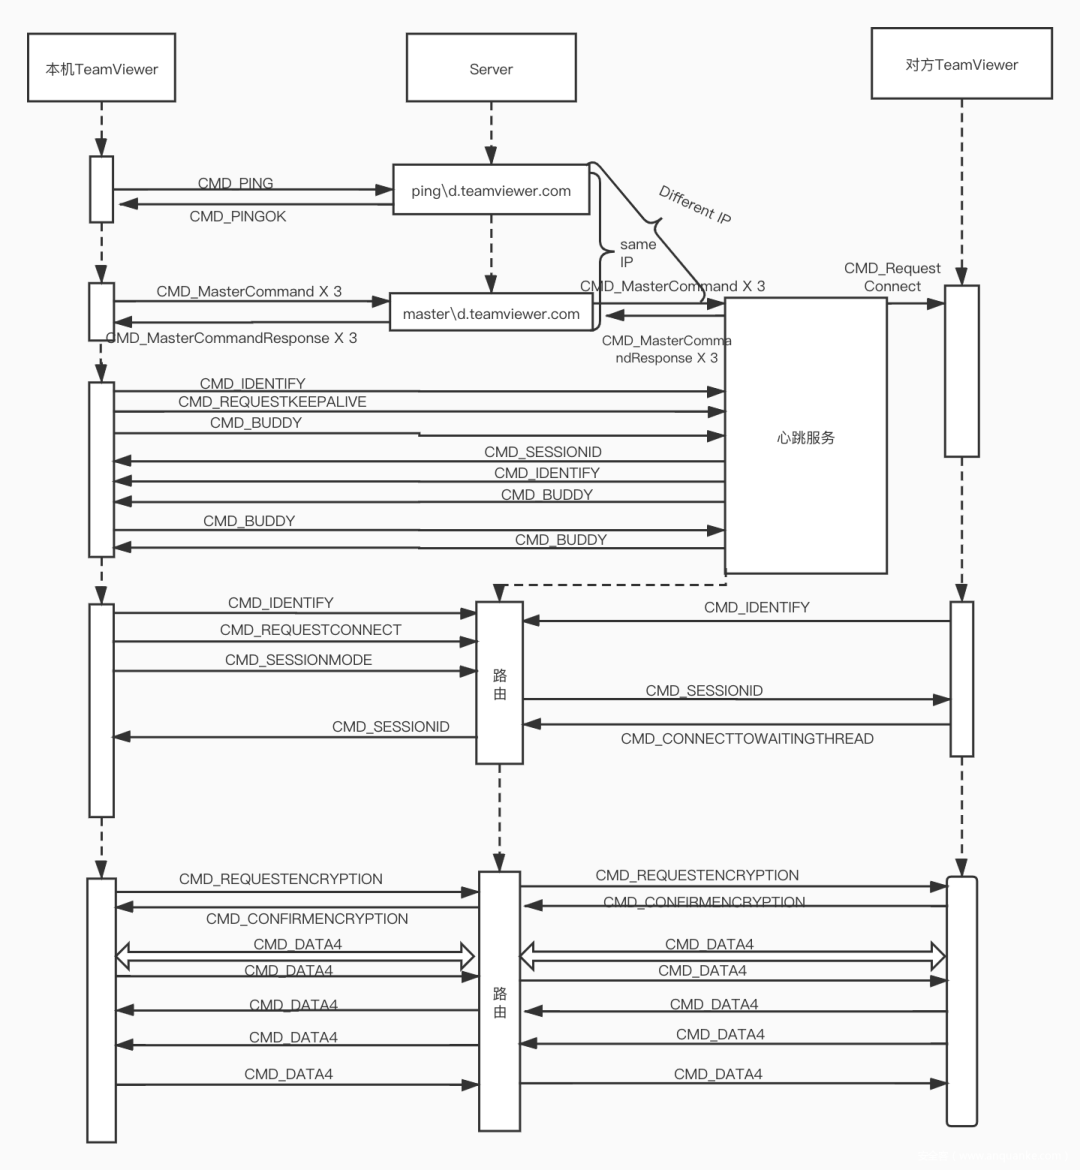 本机TeamViewer
Server
对方TeamViewer
CMD_PING
CMD_PINGOK
ping\d.teamviewer.com
Different IP
same
IP
CMD_Request
Connect
CMD_MasterCommand X 3
CMD_MasterCommandResponse X 3
master\d.teamviewer.com
CMD_MasterCommand X 3
CMD_MasterComma
ndResponse X 3
CMD_IDENTIFY
CMD_REQUESTKEEPALIVE
CMD_BUDDY
心跳服务
CMD_SESSIONID
CMD_IDENTIFY
CMD_BUDDY
CMD_BUDDY
CMD_BUDDY
CMD_IDENTIFY
CMD_IDENTIFY
CMD_REQUESTCONNECT
CMD_SESSIONMODE
路
由
CMD_SESSIONID
CMD_SESSIONID
CMD_CONNECTTOWAITINGTHREAD
CMD_REQUESTENCRYPTION
CMD_REQUESTENCRYPTION
CMD_CONFIRMENCRYPTION
CMD_CONFIRMENCRYPTION
CMD_DATA4
CMD_DATA4
CMD_DATA4
CMD_DATA4
路
由
CMD_DATA4
CMD_DATA4
CMD_DATA4
CMD_DATA4
CMD_DATA4
CMD_DATA4